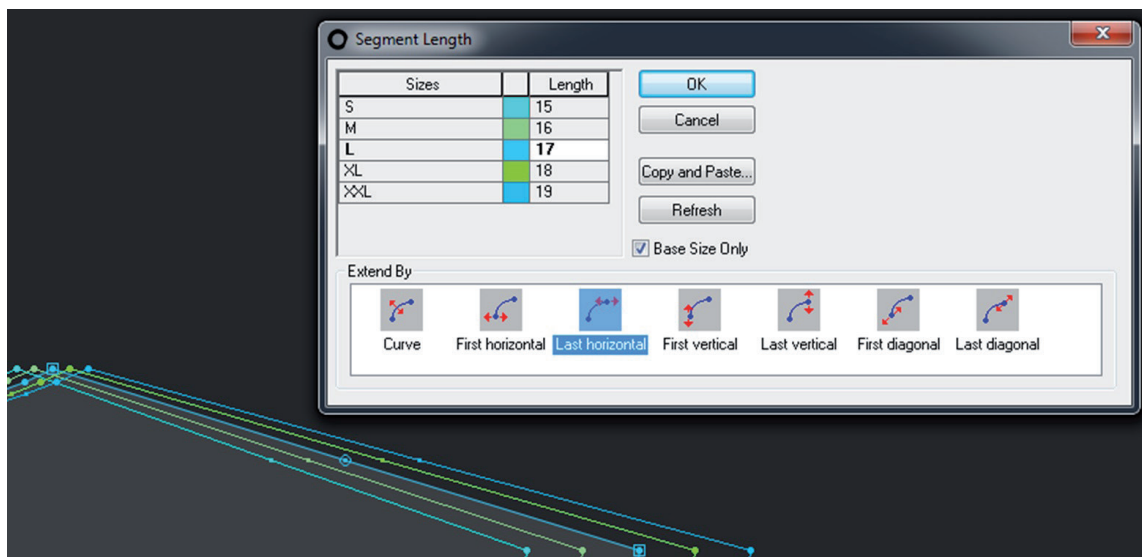 Segment Length
Sizes Length
S 15
M 16
L 17
XL 18
XXL 19
OK
Cancel
Copy and Paste...
Refresh
Base Size Only
Extend By
Curve First horizontal Last horizontal First vertical Last vertical First diagonal Last diagonal